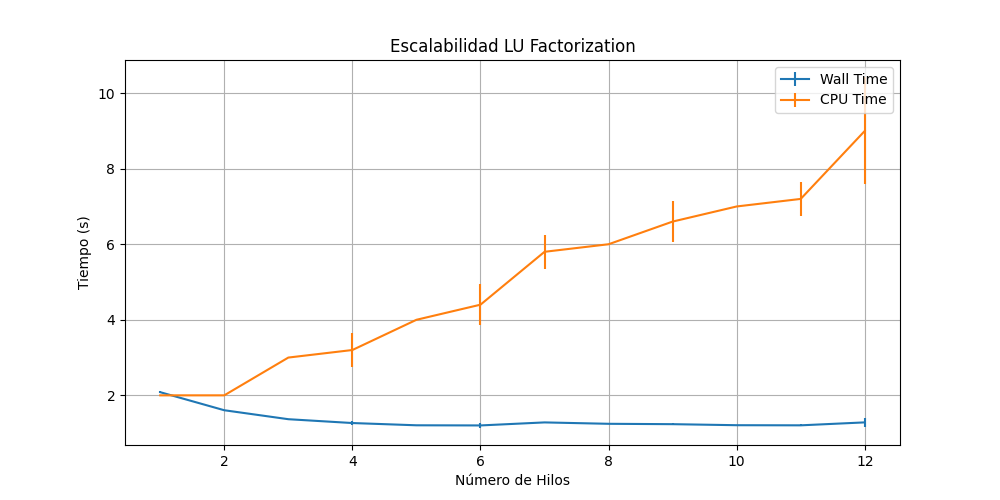 Escalabilidad LU Factorization
Wall Time
CPU Time
Tiempo (s)
10
8
6
4
2
2 4 6 8 10 12
Número de Hilos